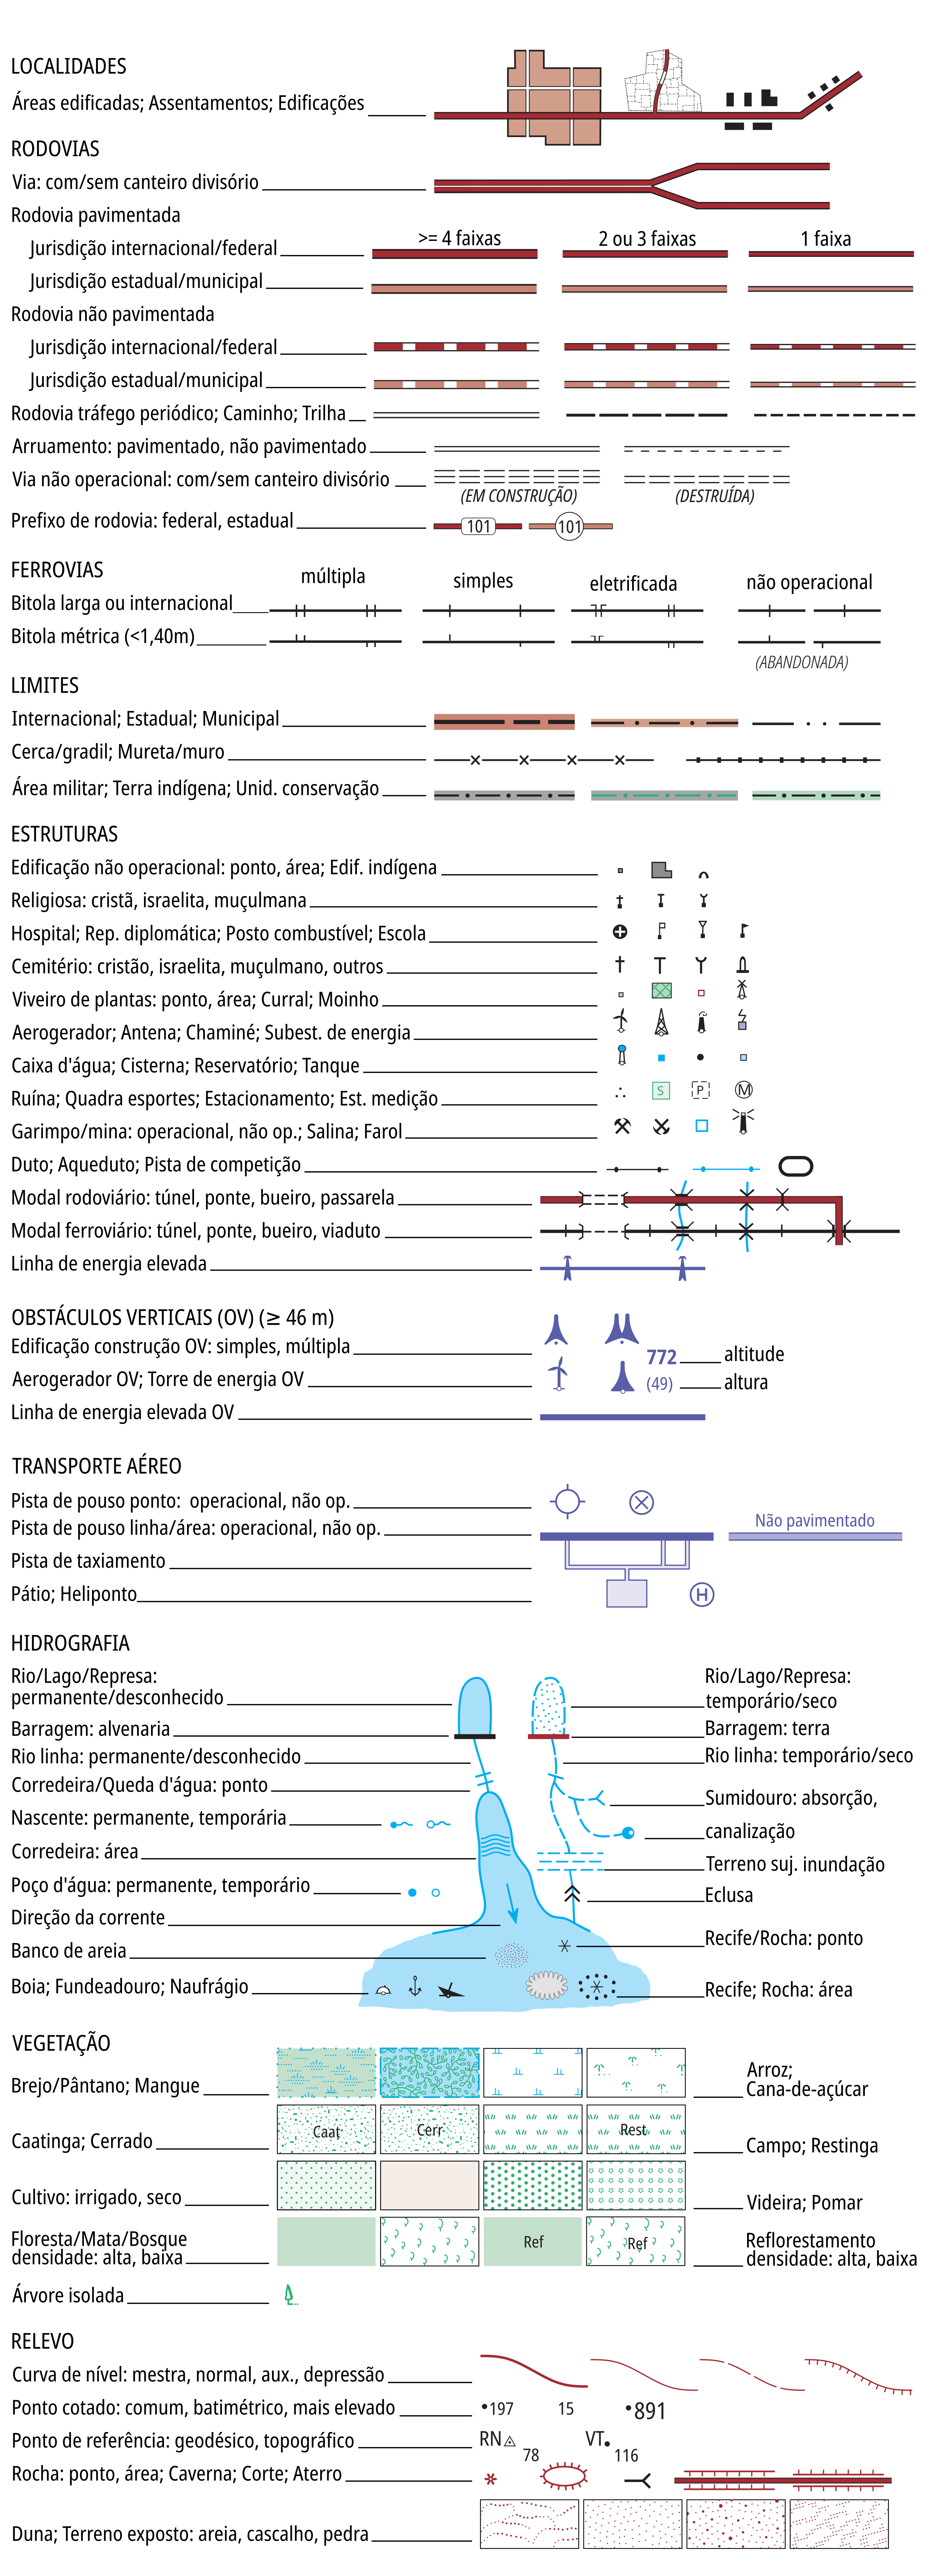 LOCALIDADES
Áreas edificadas; Assentamentos; Edificações
RODOVIAS
Via: com/sem canteiro divisório
Rodovia pavimentada
>= 4 faixas 2 ou 3 faixas 1 faixa
Jurisdição internacional/federal
Jurisdição estadual/municipal
Rodovia não pavimentada
Jurisdição internacional/federal
Jurisdição estadual/municipal
Rodovia tráfego periódico; Caminho; Trilha
Arruamento: pavimentado, não pavimentado
Via não operacional: com/sem canteiro divisório
(EM CONSTRUÇÃO) (DESTRUÍDA)
Prefixo de rodovia: federal, estadual 101 101
FERROVIAS
múltipla simples eletrificada não operacional
Bitola larga ou internacional
Bitola métrica (<1,40m)
(ABANDONADA)
LIMITES
Internacional; Estadual; Municipal
Cerca/gradil; Mureta/muro
Área militar; Terra indígena; Unid. conservação
ESTRUTURAS
Edificação não operacional: ponto, área; Edif. indígena
Religiosa: cristã, israelita, muçulmana
Hospital; Rep. diplomática; Posto combustível; Escola
Cemitério: cristão, israelita, muçulmano, outros
Viveiro de plantas: ponto, área; Curral; Moinho
Aerogerador; Antena; Chaminé; Subest. de energia
Caixa d'água; Cisterna; Reservatório; Tanque
Ruína; Quadra esportes; Estacionamento; Est. medição S P M
Garimpo/mina: operacional, não op.; Salina; Farol
Duto; Aqueduto; Pista de competição
Modal rodoviário: túnel, ponte, bueiro, passarela
Modal ferroviário: túnel, ponte, bueiro, viaduto
Linha de energia elevada
OBSTÁCULOS VERTICAIS (OV) (≥ 46 m)
Edificação construção OV: simples, múltipla
772 altitude
Aerogerador OV; Torre de energia OV
(49) altura
Linha de energia elevada OV
TRANSPORTE AÉREO
Pista de pouso ponto: operacional, não op.
Pista de pouso linha/área: operacional, não op.
Não pavimentado
Pista de taxiamento
Pátio; Heliponto H
HIDROGRAFIA
Rio/Lago/Represa:
permanente/desconhecido
Rio/Lago/Represa:
temporário/seco
Barragem: alvenaria
Barragem: terra
Rio linha: permanente/desconhecido
Rio linha: temporário/seco
Corredeira/Queda d'água: ponto
Sumidouro: absorção,
canalização
Nascente: permanente, temporária
Corredeira: área
Terreno suj. inundação
Poço d'água: permanente, temporário
Eclusa
Direção da corrente
Recife/Rocha: ponto
Banco de areia
Boia; Fundeadouro; Naufrágio
Recife; Rocha: área
VEGETAÇÃO
Brejo/Pântano; Mangue
Arroz;
Cana-de-açúcar
Caatinga; Cerrado
Caat Cerr Rest
Campo; Restinga
Cultivo: irrigado, seco
Videira; Pomar
Floresta/Mata/Bosque
densidade: alta, baixa
Ref Ref
Reflorestamento
densidade: alta, baixa
Árvore isolada
RELEVO
Curva de nível: mestra, normal, aux., depressão
Ponto cotado: comum, batimétrico, mais elevado
197 15 891
Ponto de referência: geodésico, topográfico
RN 78 VT 116
Rocha: ponto, área; Caverna; Corte; Aterro
Duna; Terreno exposto: areia, cascalho, pedra